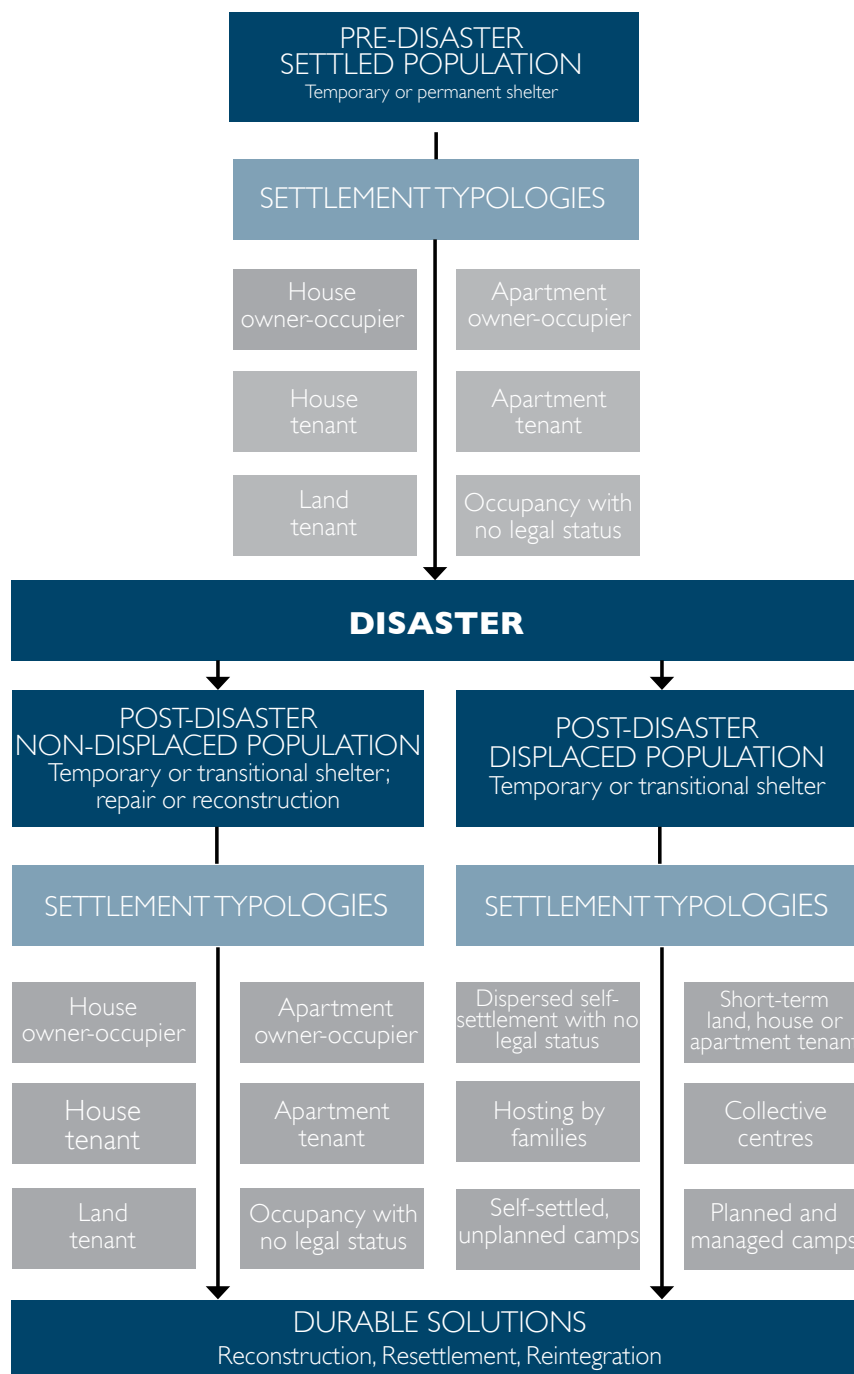 PRE-DISASTER
SETTLED POPULATION
Temporary or permanent shelter
SETTLEMENT TYPOLOGIES
House
owner-occupier
Apartment
owner-occupier
House
tenant
Apartment
tenant
Land
tenant
Occupancy with
no legal status
DISASTER
POST-DISASTER
NON-DISPLACED POPULATION
Temporary or transitional shelter;
repair or reconstruction
POST-DISASTER
DISPLACED POPULATION
Temporary or transitional shelter
SETTLEMENT TYPOLOGIES
SETTLEMENT TYPOLOGIES
House
owner-occupier
Apartment
owner-occupier
Dispersed self-
settlement with no
legal status
Short-term
land, house or
apartment tenant
House
tenant
Apartment
tenant
Hosting by
families
Collective
centres
Land
tenant
Occupancy with
no legal status
Self-settled,
unplanned camps
Planned and
managed camps
DURABLE SOLUTIONS
Reconstruction, Resettlement, Reintegration